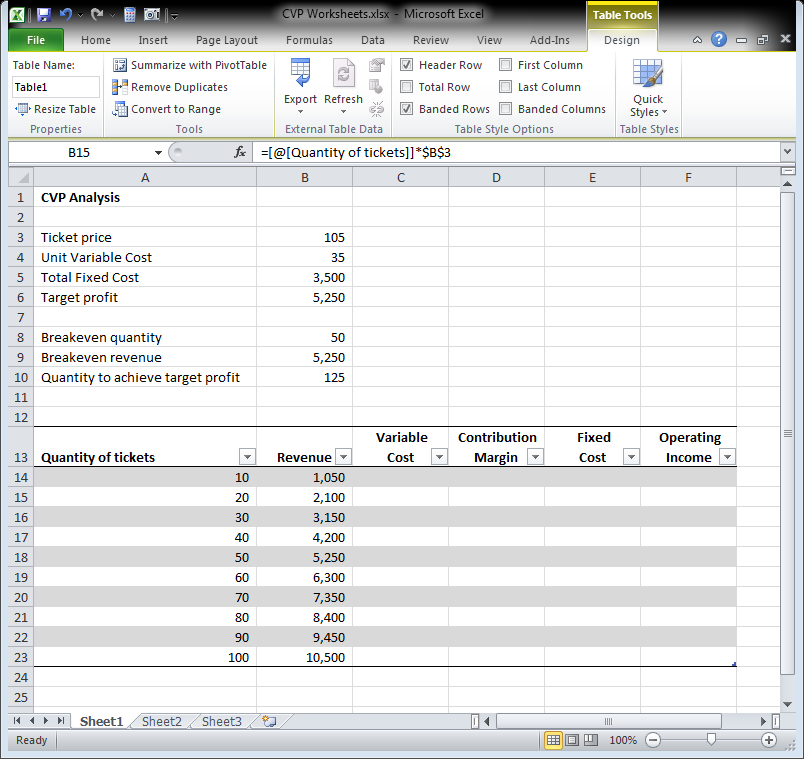 CVP Worksheets.xlsx - Microsoft Excel
Table Tools
File Home Insert Page Layout Formulas Data Review View Add-Ins Design
Table Name:
Table1
Resize Table
Properties
Summarize with PivotTable
Remove Duplicates
Convert to Range
Tools
Export Refresh
External Table Data
Header Row First Column
Total Row Last Column
Banded Rows Banded Columns
Table Style Options
Quick
Styles
Table Styles
B15 fx =[@[Quantity of tickets]]*$B$3
A B C D E F
1 CVP Analysis
2
3 Ticket price 105
4 Unit Variable Cost 35
5 Total Fixed Cost 3,500
6 Target profit 5,250
7
8 Breakeven quantity 50
9 Breakeven revenue 5,250
10 Quantity to achieve target profit 125
11
12
Variable Contribution Fixed Operating
13 Quantity of tickets Revenue Cost Margin Cost Income
14 10 1,050
15 20 2,100
16 30 3,150
17 40 4,200
18 50 5,250
19 60 6,300
20 70 7,350
21 80 8,400
22 90 9,450
23 100 10,500
24
25
Sheet1 Sheet2 Sheet3
Ready 100%